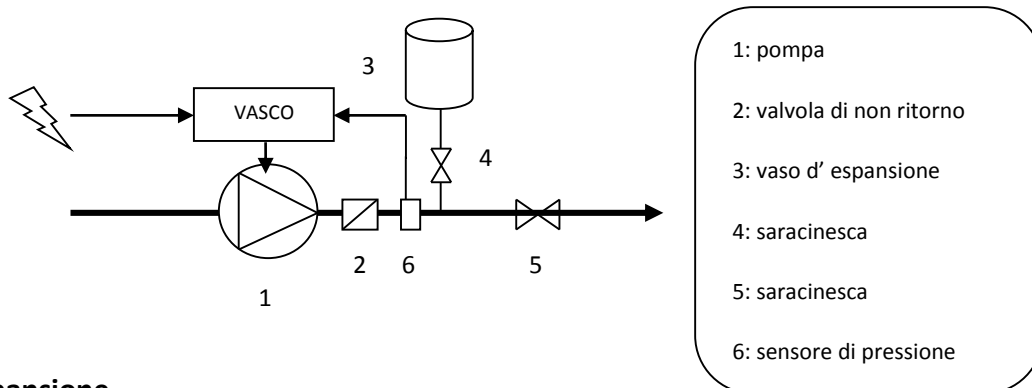 3
VASCO
4
2
6
5
1
1: pompa
2: valvola di non ritorno
3: vaso d' espansione
4: saracinesca
5: saracinesca
6: sensore di pressione